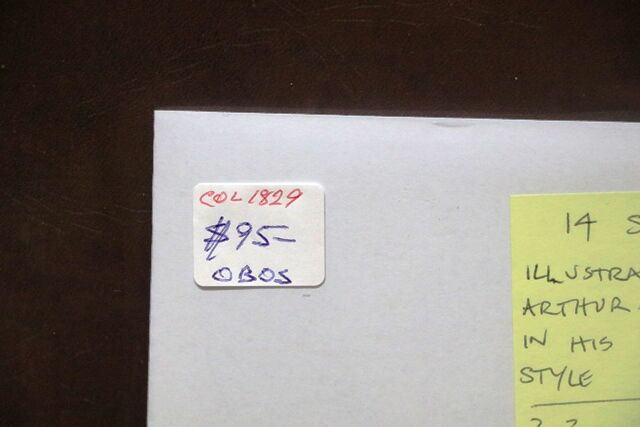 COL 1829
$95–
OBOS
14 S
ILLUSTRA
ARTHUR
IN HIS
STYLE